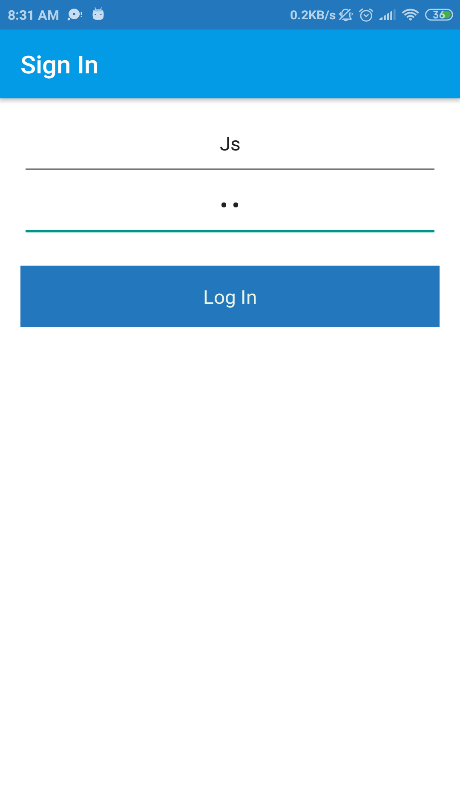 8:31 AM 0.2KB/s 36
Sign In
Js
••
Log In